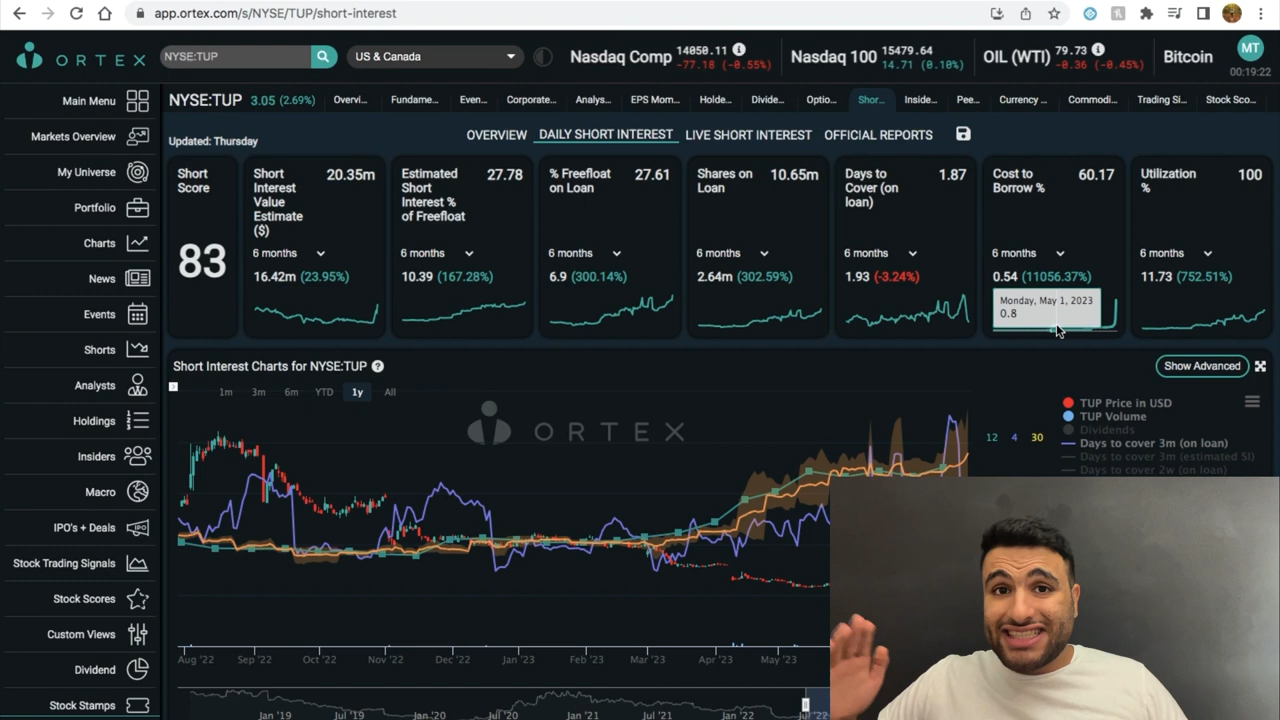 app.ortex.com/s/NYSE/TUP/short-interest
ORTEX
NYSE:TUP
US & Canada
Nasdaq Comp 14050.11 -77.18 (-0.55%)
Nasdaq 100 15479.64 14.71 (0.10%)
OIL (WTI) 79.73 -0.36 (-0.45%)
Bitcoin
MT
00:19:22
Main Menu
Markets Overview
My Universe
Portfolio
Charts
News
Events
Shorts
Analysts
Holdings
Insiders
Macro
IPO's + Deals
Stock Trading Signals
Stock Scores
Custom Views
Dividend
Stock Stamps
NYSE:TUP 3.05 (2.69%) Overvi... Fundame... Even... Corporate... Analys... EPS Morn... Holde... Divide... Optio... Shor... Inside... Pee... Currency ... Commodi... Trading Si... Stock Sco...
Updated: Thursday
OVERVIEW DAILY SHORT INTEREST LIVE SHORT INTEREST OFFICIAL REPORTS
Short
Score
83
Short
Interest
Value
Estimate
($)
20.35m
6 months
16.42m (23.95%)
Estimated
Short
Interest %
of Freefloat
27.78
6 months
10.39 (167.28%)
% Freefloat
on Loan
27.61
6 months
6.9 (300.14%)
Shares on
Loan
10.65m
6 months
2.64m (302.59%)
Days to
Cover (on
loan)
1.87
6 months
1.93 (-3.24%)
Cost to
Borrow %
60.17
6 months
0.54 (11056.37%)
Monday, May 1, 2023
0.8
Utilization
%
100
6 months
11.73 (752.51%)
Short Interest Charts for NYSE:TUP
Show Advanced
1m 3m 6m YTD 1y All
ORTEX
12 4 30
TUP Price in USD
TUP Volume
Dividends
Days to cover 3m (on loan)
Days to cover 3m (estimated SI)
Days to cover 2w (on loan)
Aug '22 Sep '22 Oct '22 Nov '22 Dec '22 Jan '23 Feb '23 Mar '23 Apr '23 May '23
Jan '19 Jul '19 Jan '20 Jul '20 Jan '21 Jul '21 Jan '22 Jul '22